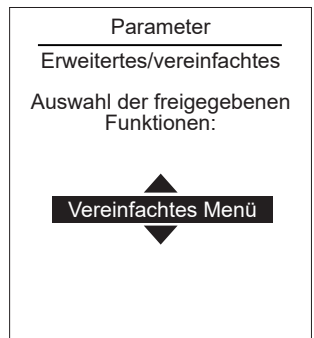 Parameter
Erweitertes/vereinfachtes
Auswahl der freigegebenen
Funktionen:
Vereinfachtes Menü